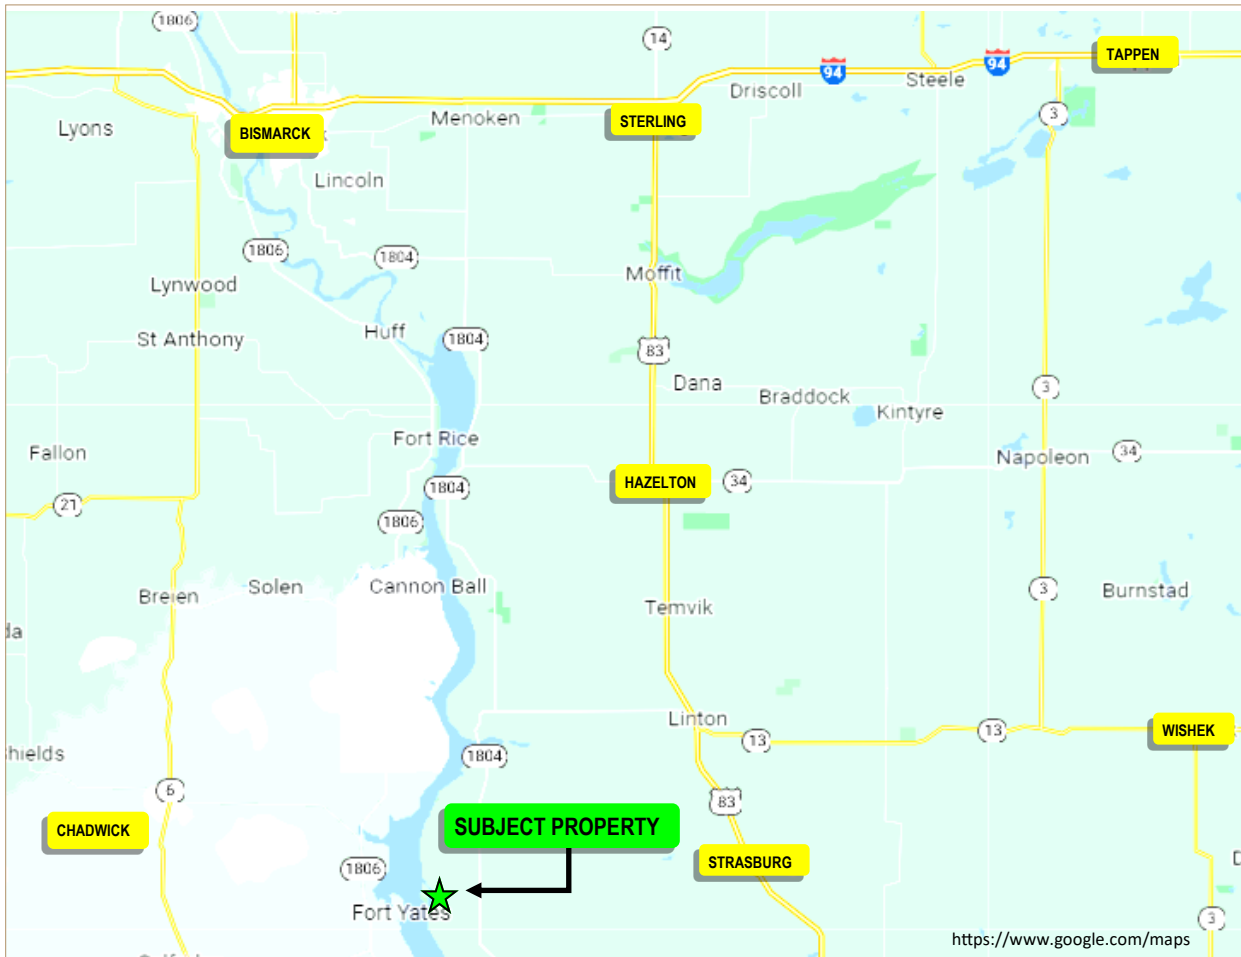 1806
14
94
94
TAPPEN
Steele
Driscoll
3
Lyons
BISMARCK
Menoken
STERLING
Lincoln
1806
1804
Moffit
Lynwood
St Anthony
Huff
1804
83
Dana
Braddock
3
Kintyre
Fort Rice
Fallon
Napoleon
34
HAZELTON
34
1804
21
1806
Solen
Cannon Ball
Breien
3
Burnstad
Temvik
Linton
13
13
WISHEK
hields
1804
6
83
CHADWICK
SUBJECT PROPERTY
STRASBURG
1806
Fort Yates
3
https://www.google.com/maps